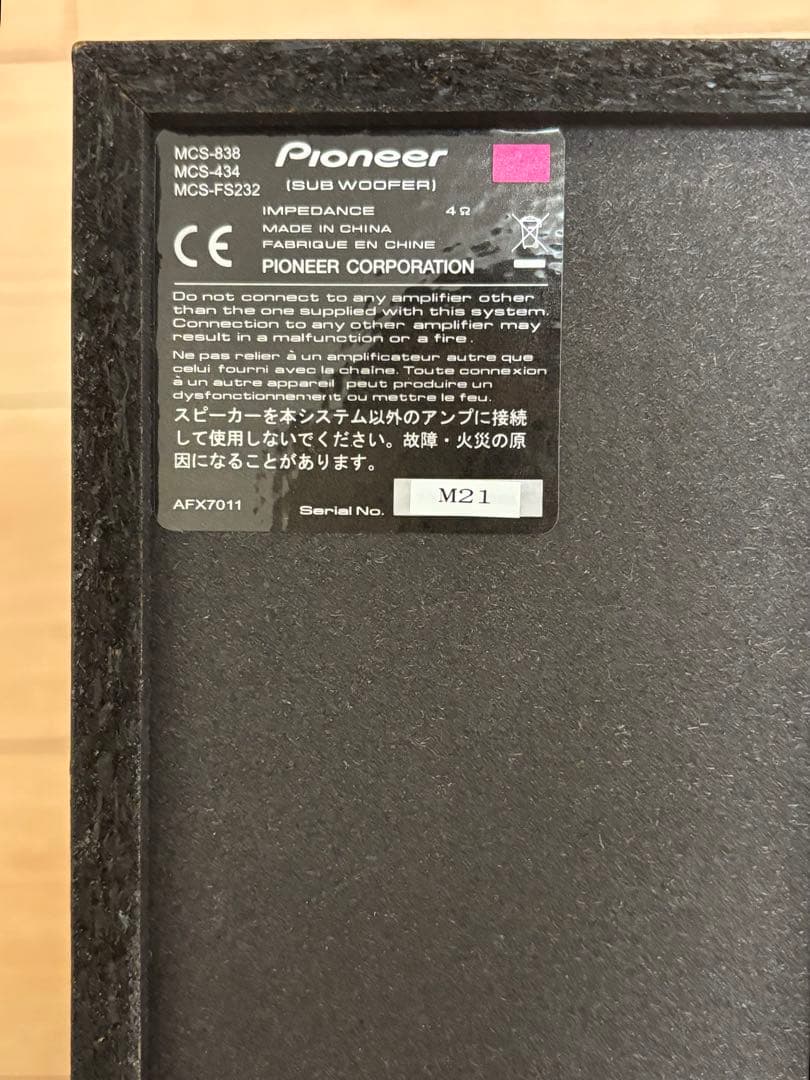 MCS-838
MCS-434
MCS-FS232
Pioneer
(SUB WOOFER)
IMPEDANCE 4Ω
MADE IN CHINA
FABRIQUE EN CHINE
PIONEER CORPORATION
CE
Do not connect to any amplifier other
than the one supplied with this system.
Connection to any other amplifier may
result in a malfunction or a fire.
Ne pas relier à un amplificateur autre que
celui fourni avec la chaîne. Toute connexion
à un autre appareil peut produire un
dysfonctionnement ou mettre le feu.
スピーカーを本システム以外のアンプに接続
して使用しないでください。故障・火災の原
因になることがあります。
AFX7011
Serial No. M21